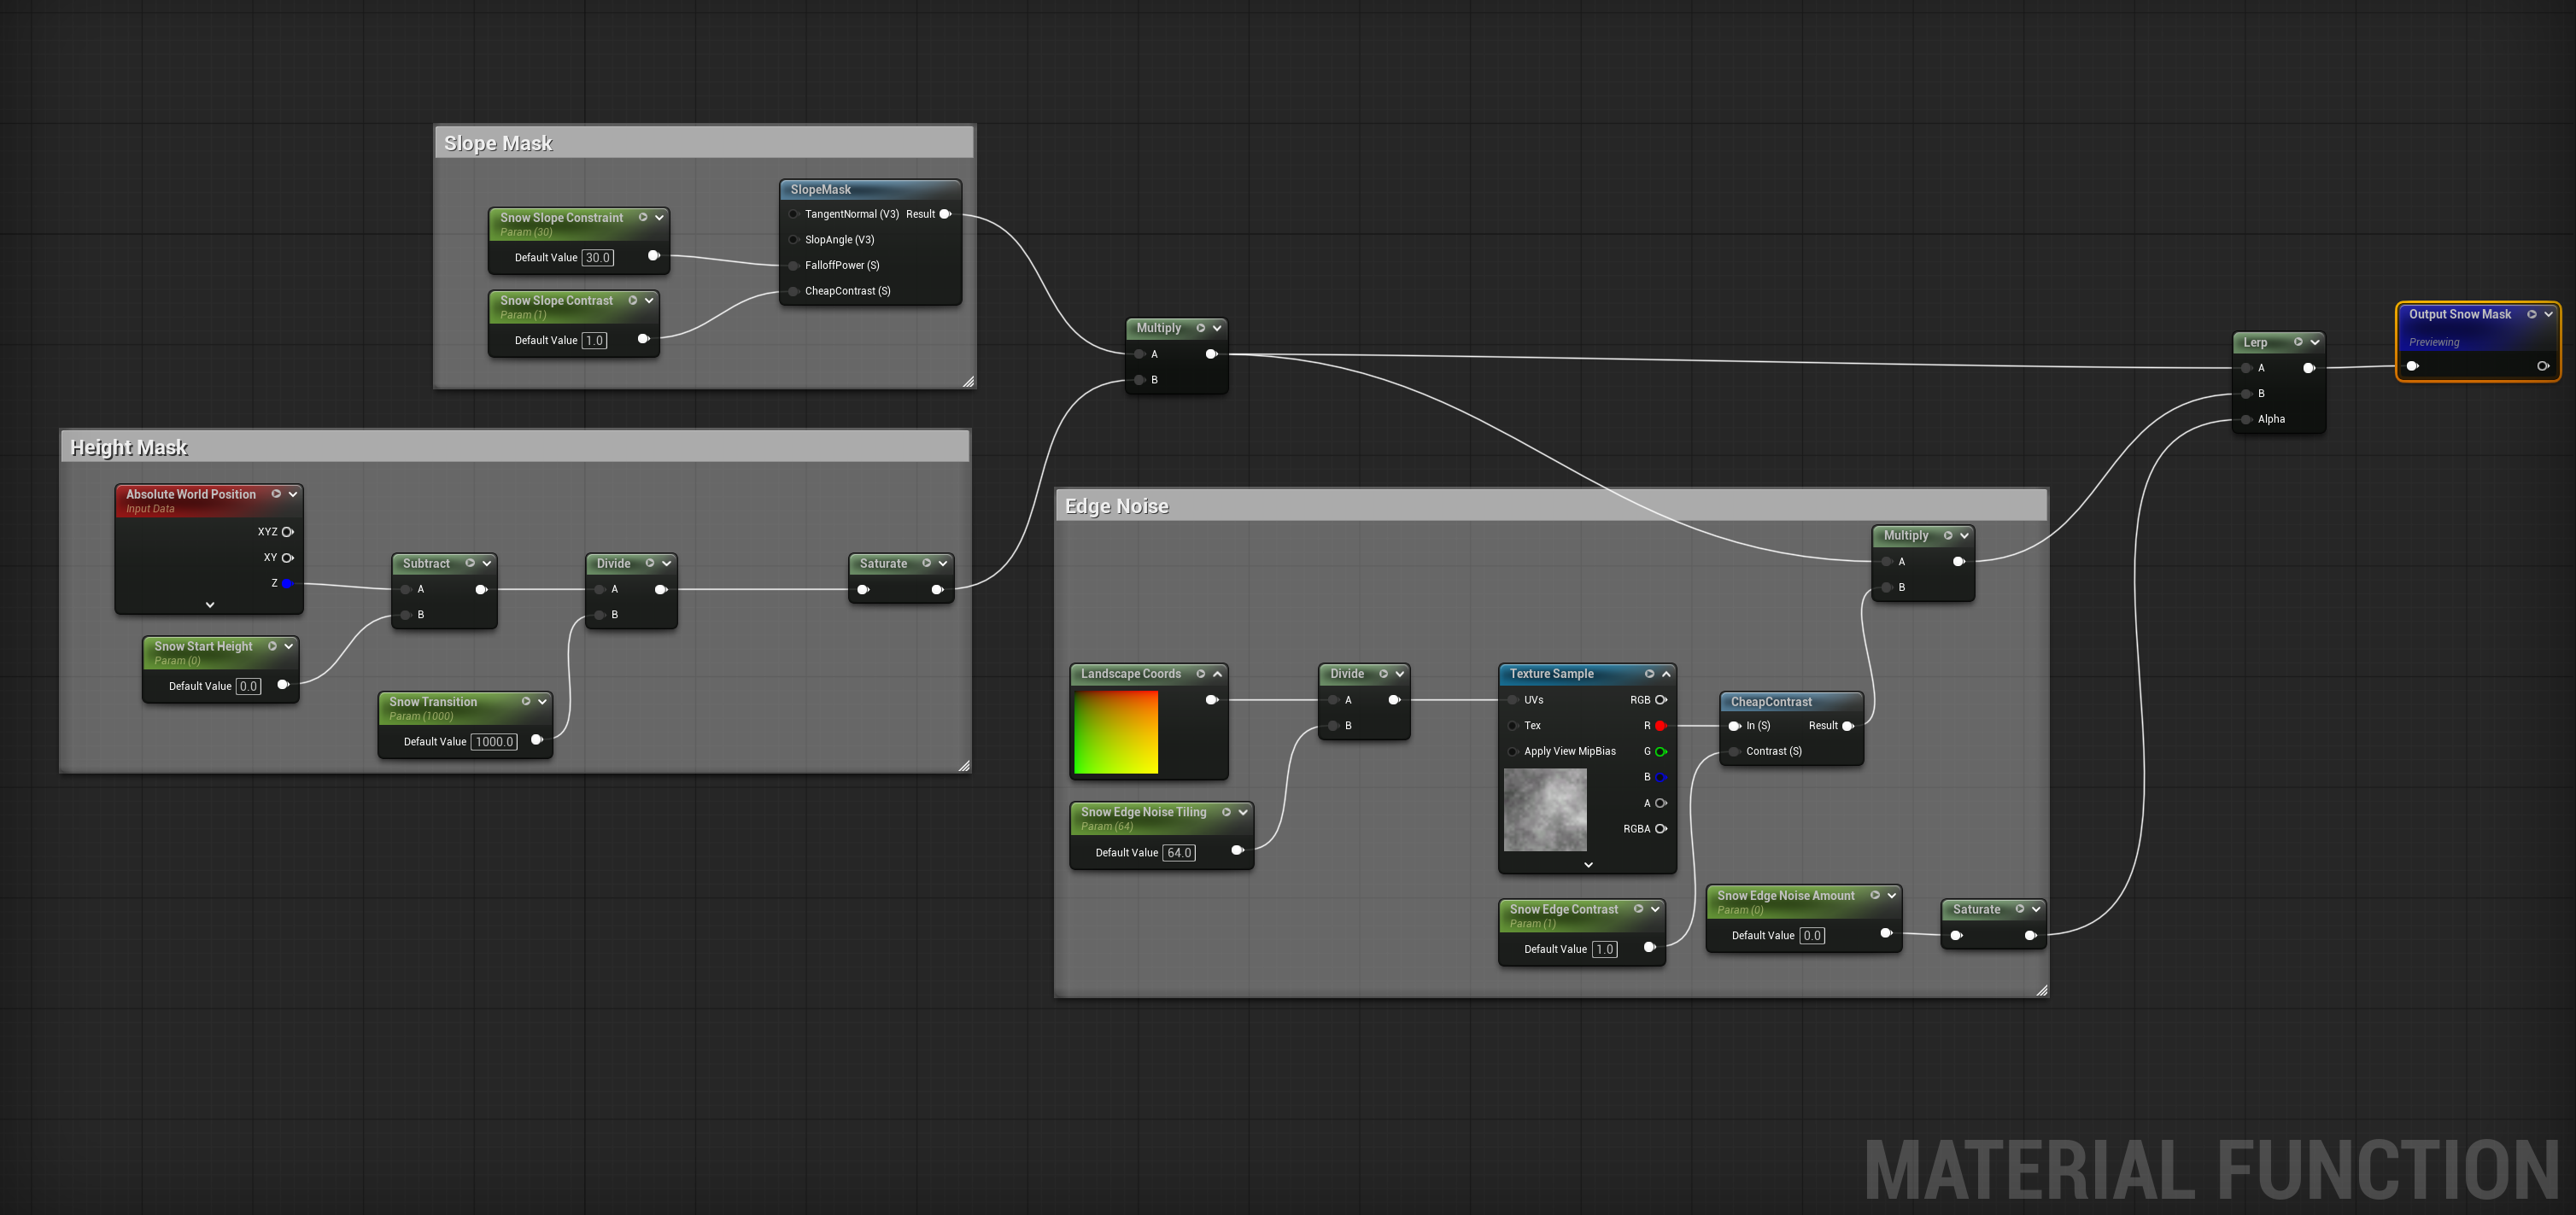 Slope Mask
Snow Slope Constraint
Param (30)
Default Value 30.0
Snow Slope Contrast
Param (1)
Default Value 1.0
SlopeMask
TangentNormal (V3) Result
SlopAngle (V3)
FalloffPower (S)
CheapContrast (S)
Height Mask
Absolute World Position
Input Data
XYZ
XY
Z
Snow Start Height
Param (0)
Default Value 0.0
Subtract
A
B
Snow Transition
Param (1000)
Default Value 1000.0
Divide
A
B
Saturate
Multiply
A
B
Edge Noise
Landscape Coords
Snow Edge Noise Tiling
Param (64)
Default Value 64.0
Divide
A
B
Texture Sample
UVs RGB
Tex R
Apply View MipBias G
B
A
RGBA
Snow Edge Contrast
Param (1)
Default Value 1.0
CheapContrast
In (S) Result
Contrast (S)
Snow Edge Noise Amount
Param (0)
Default Value 0.0
Saturate
Multiply
A
B
Lerp
A
B
Alpha
Output Snow Mask
Previewing
MATERIAL FUNCTION